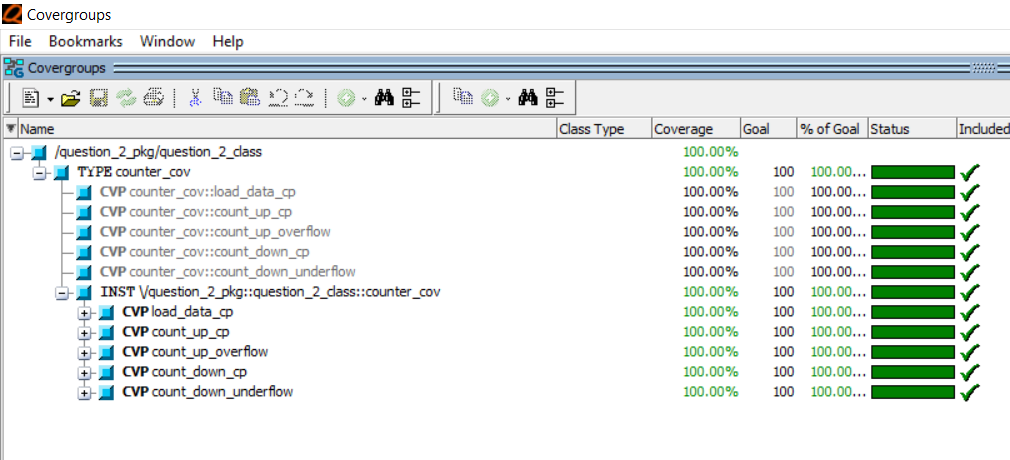 Covergroups
File Bookmarks Window Help
Covergroups
Name Class Type Coverage Goal % of Goal Status Included
/question_2_pkg/question_2_class 100.00%
TYPE counter_cov 100.00% 100 100.00...
CVP counter_cov::load_data_cp 100.00% 100 100.00...
CVP counter_cov::count_up_cp 100.00% 100 100.00...
CVP counter_cov::count_up_overflow 100.00% 100 100.00...
CVP counter_cov::count_down_cp 100.00% 100 100.00...
CVP counter_cov::count_down_underflow 100.00% 100 100.00...
INST \/question_2_pkg::question_2_class::counter_cov 100.00% 100 100.00...
CVP load_data_cp 100.00% 100 100.00...
CVP count_up_cp 100.00% 100 100.00...
CVP count_up_overflow 100.00% 100 100.00...
CVP count_down_cp 100.00% 100 100.00...
CVP count_down_underflow 100.00% 100 100.00...